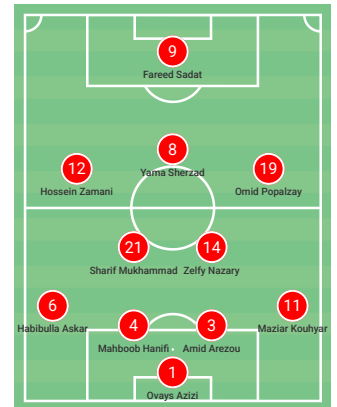 9
Fareed Sadat
8
Yama Sherzad
12
Hossein Zamani
19
Omid Popalzay
21
Sharif Mukhammad
14
Zelfy Nazary
6
Habibulla Askar
11
Maziar Kouhyar
4
Mahboob Hanifi
3
Amid Arezou
1
Ovays Azizi